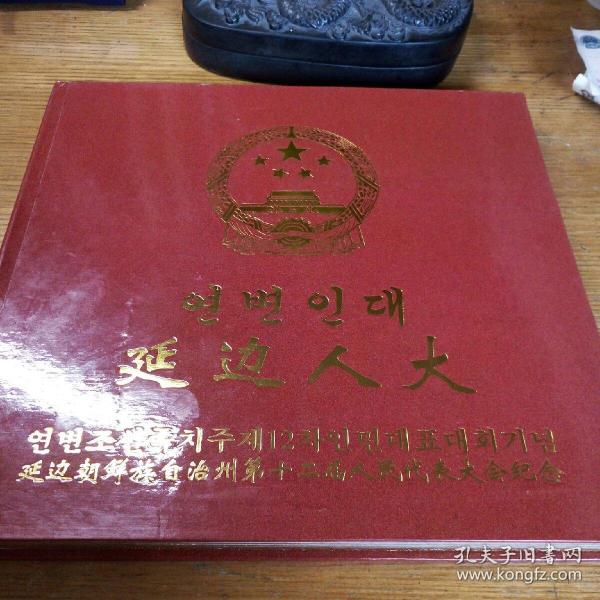 연변인대
延边人大
연변조선족자치주제12차인민대표대회기념
延边朝鲜族自治州第十二届人民代表大会纪念
孔夫子旧书网
www.kongfz.com